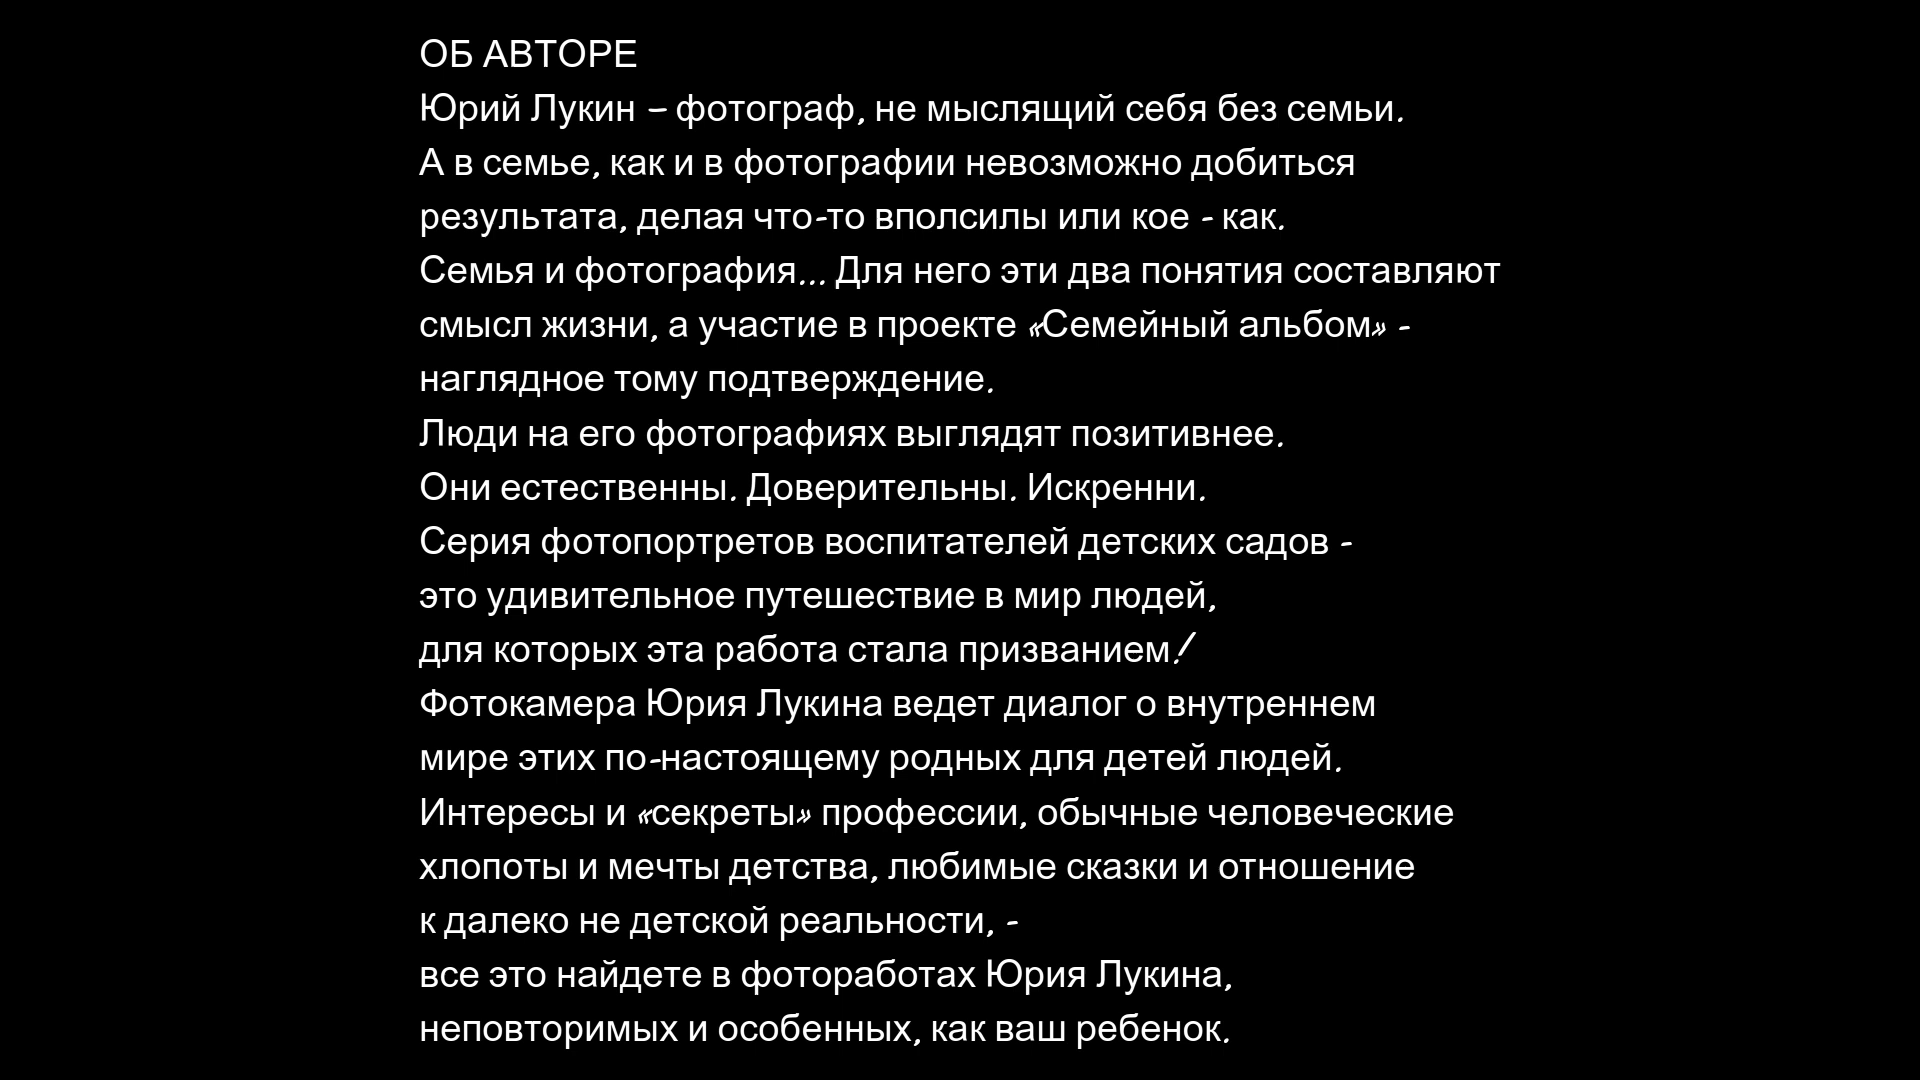 ОБ АВТОРЕ
Юрий Лукин – фотограф, не мыслящий себя без семьи.
А в семье, как и в фотографии невозможно добиться
результата, делая что-то вполсилы или кое - как.
Семья и фотография... Для него эти два понятия составляют
смысл жизни, а участие в проекте «Семейный альбом» -
наглядное тому подтверждение.
Люди на его фотографиях выглядят позитивнее.
Они естественны. Доверительны. Искренни.
Серия фотопортретов воспитателей детских садов -
это удивительное путешествие в мир людей,
для которых эта работа стала призванием!
Фотокамера Юрия Лукина ведет диалог о внутреннем
мире этих по-настоящему родных для детей людей.
Интересы и «секреты» профессии, обычные человеческие
хлопоты и мечты детства, любимые сказки и отношение
к далеко не детской реальности, -
все это найдете в фотоработах Юрия Лукина,
неповторимых и особенных, как ваш ребенок.